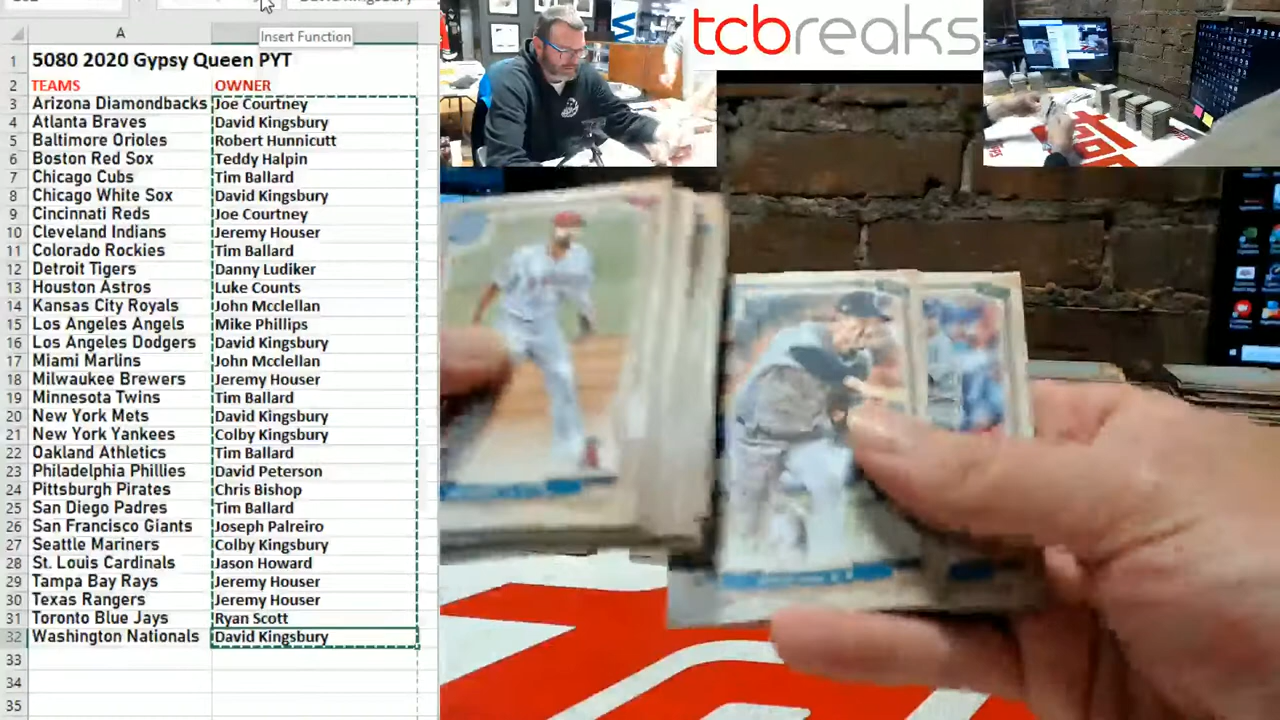 Insert Function
A
1 5080 2020 Gypsy Queen PYT
2 TEAMS OWNER
3 Arizona Diamondbacks Joe Courtney
4 Atlanta Braves David Kingsbury
5 Baltimore Orioles Robert Hunnicutt
6 Boston Red Sox Teddy Halpin
7 Chicago Cubs Tim Ballard
8 Chicago White Sox David Kingsbury
9 Cincinnati Reds Joe Courtney
10 Cleveland Indians Jeremy Houser
11 Colorado Rockies Tim Ballard
12 Detroit Tigers Danny Ludiker
13 Houston Astros Luke Counts
14 Kansas City Royals John Mcclellan
15 Los Angeles Angels Mike Phillips
16 Los Angeles Dodgers David Kingsbury
17 Miami Marlins John Mcclellan
18 Milwaukee Brewers Jeremy Houser
19 Minnesota Twins Tim Ballard
20 New York Mets David Kingsbury
21 New York Yankees Colby Kingsbury
22 Oakland Athletics Tim Ballard
23 Philadelphia Phillies David Peterson
24 Pittsburgh Pirates Chris Bishop
25 San Diego Padres Tim Ballard
26 San Francisco Giants Joseph Palreiro
27 Seattle Mariners Colby Kingsbury
28 St. Louis Cardinals Jason Howard
29 Tampa Bay Rays Jeremy Houser
30 Texas Rangers Jeremy Houser
31 Toronto Blue Jays Ryan Scott
32 Washington Nationals David Kingsbury
33
34
35
tcbreaks